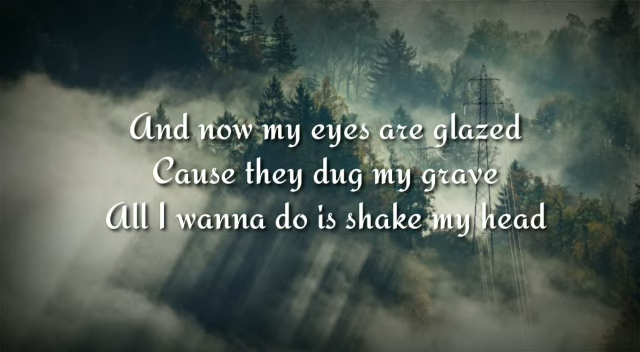 And now my eyes are glazed
Cause they dug my grave
All I wanna do is shake my head